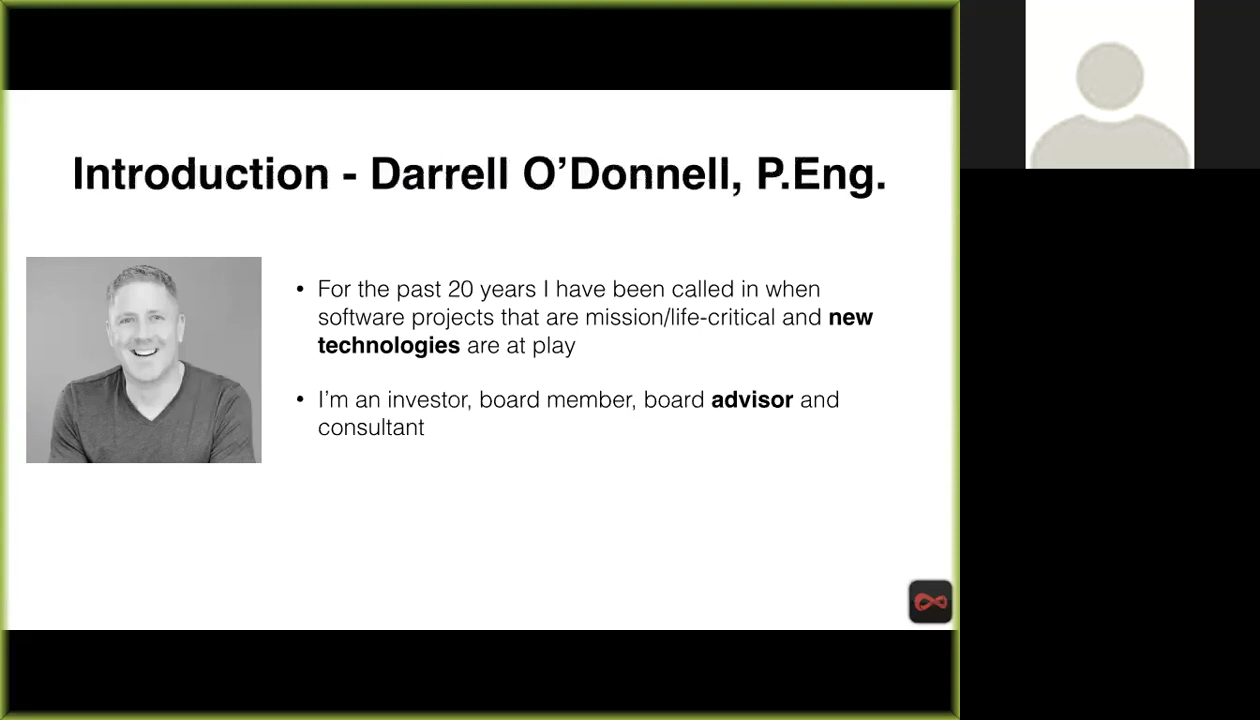 Introduction - Darrell O’Donnell, P.Eng.
• For the past 20 years I have been called in when
software projects that are mission/life-critical and new
technologies are at play
• I’m an investor, board member, board advisor and
consultant